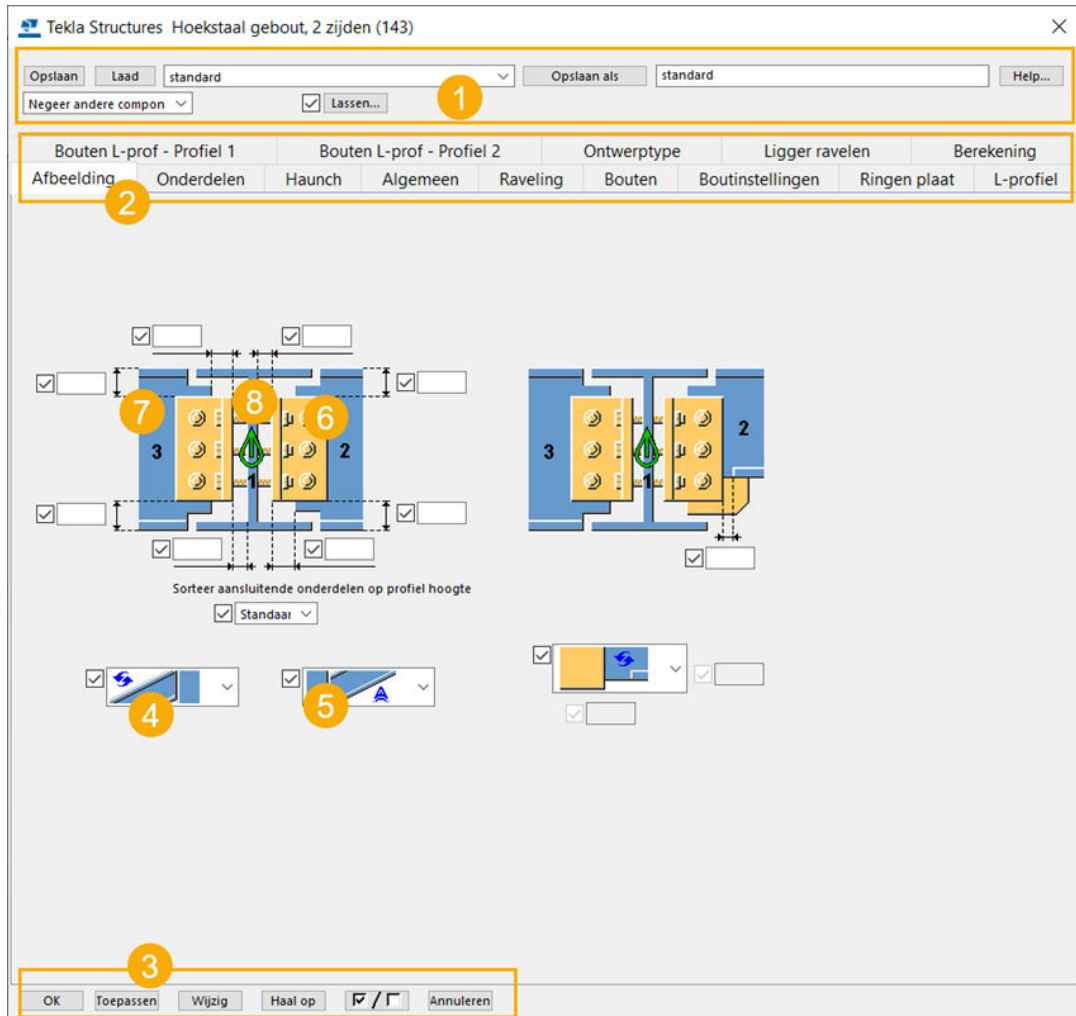 Tekla Structures Hoekstaal gebout, 2 zijden (143)
Opslaan Laad standard Opslaan als standard Help...
Negeer andere compon Lassen... 1
Bouten L-prof - Profiel 1 Bouten L-prof - Profiel 2 Ontwerptype Ligger ravelen Berekening
Afbeelding Onderdelen Haunch Algemeen Raveling Bouten Boutinstellingen Ringen plaat L-profiel
2
7 8 6
3 1 2
3 1 2
Sorteer aansluitende onderdelen op profiel hoogte
Standaar
4 5
3
OK Toepassen Wijzig Haal op / Annuleren